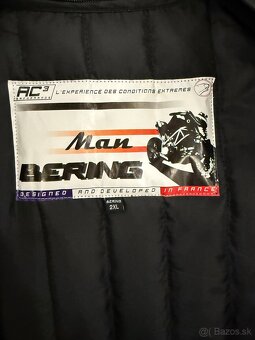 AC³ L'EXPERIENCE DES CONDITIONS EXTREMES
Man
BERING
DESIGNED AND DEVELOPED IN FRANCE
BERING
2XL
Bazos.sk